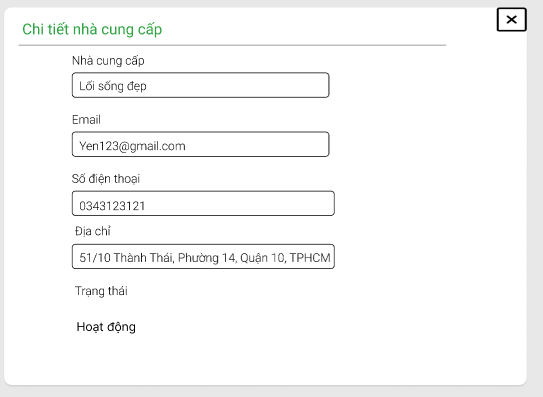 Chi tiết nhà cung cấp
Nhà cung cấp
Lối sống đẹp
Email
Yen123@gmail.com
Số điện thoại
0343123121
Địa chỉ
51/10 Thành Thái, Phường 14, Quận 10, TPHCM
Trạng thái
Hoạt động